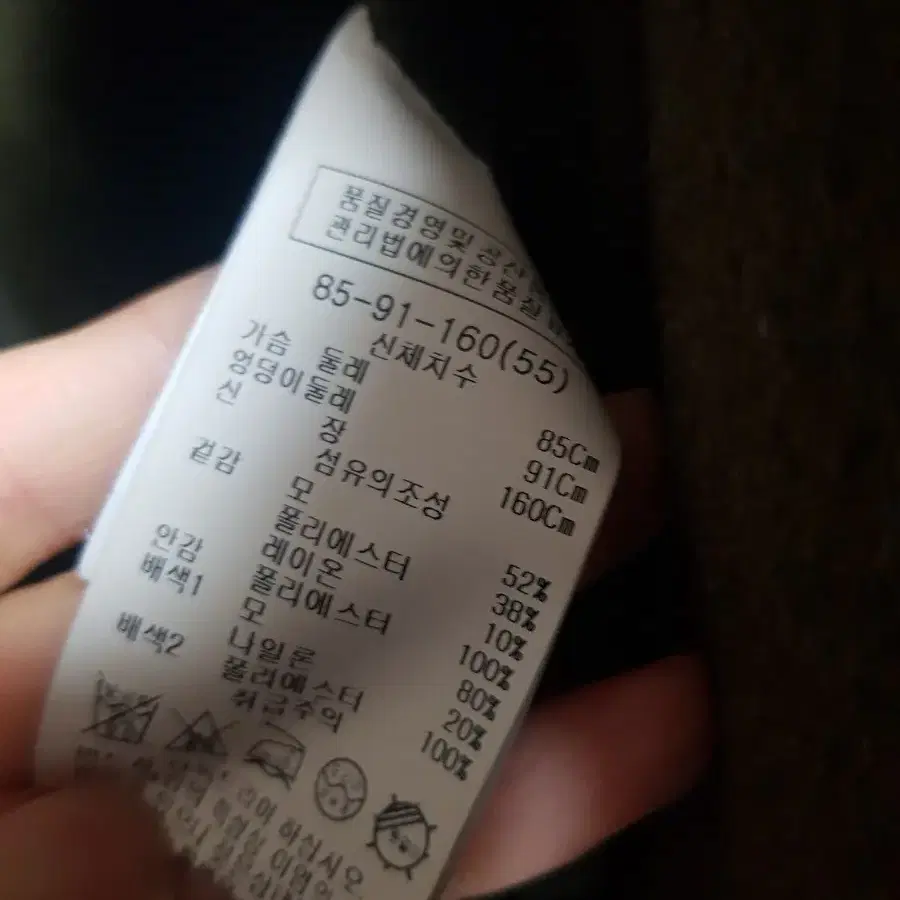 품질경영및 공산
관리법에의한품질
85-91-160(55)
신체치수
가슴 둘레 85Cm
엉덩이둘레 91Cm
신 장 160Cm
섬유의조성
겉감 모 52%
폴리에스터 38%
레이온 10%
안감 폴리에스터 100%
배색1 모 80%
나일론 20%
배색2 폴리에스터 100%
취급주의
하십시오